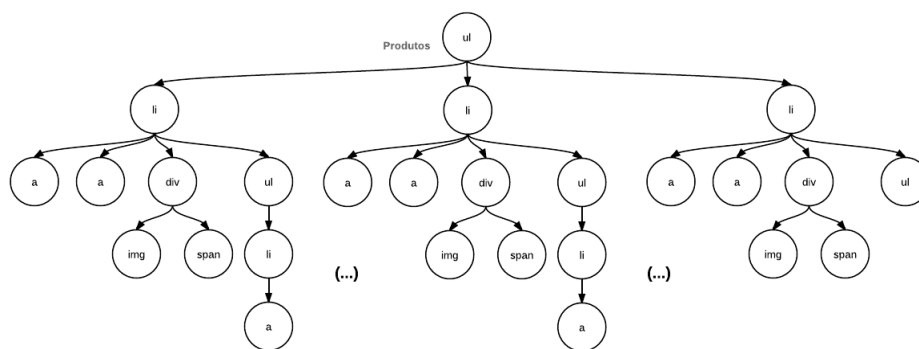 ul
Produtos
li li li
a a div ul a a div ul a a div ul
img span li img span li img span
(...) (...)
a a